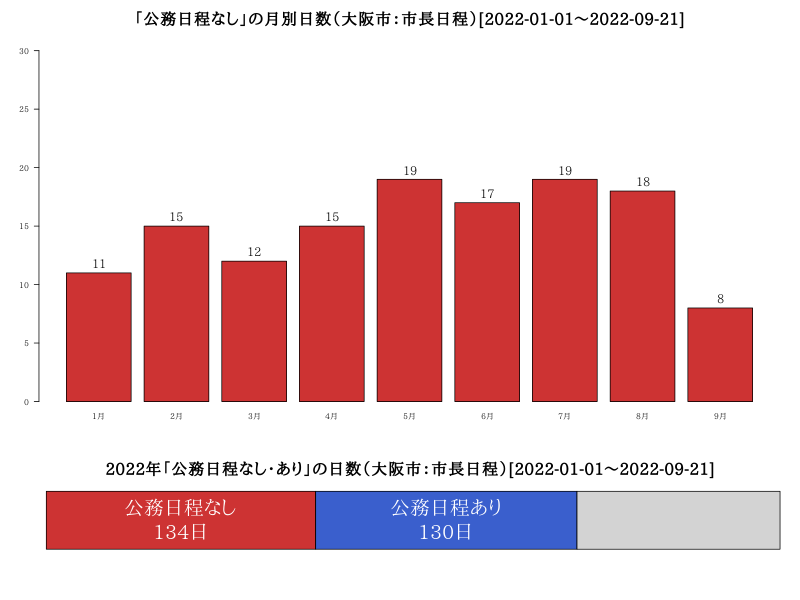 「公務日程なし」の月別日数(大阪市:市長日程)[2022-01-01〜2022-09-21]
30
25
20
15
10
5
0
11
15
12
15
19
17
19
18
8
1月
2月
3月
4月
5月
6月
7月
8月
9月
2022年「公務日程なし・あり」の日数(大阪市:市長日程)[2022-01-01〜2022-09-21]
公務日程なし
134日
公務日程あり
130日